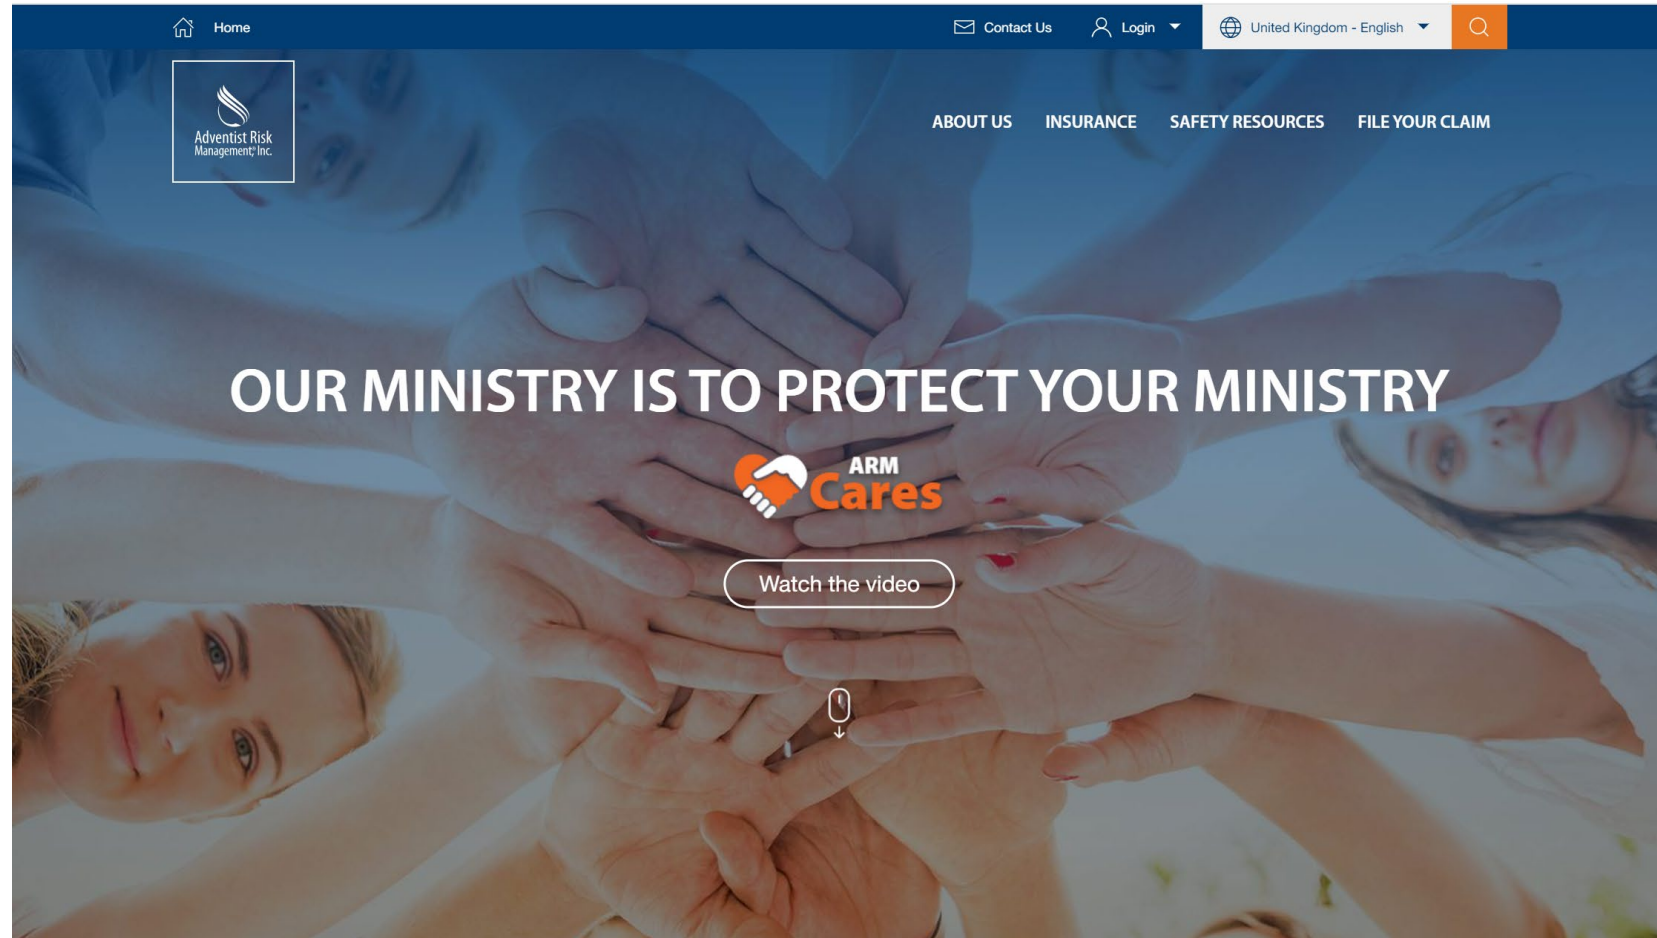 Home
Contact Us
Login
United Kingdom - English
Adventist Risk
Management,® Inc.
ABOUT US
INSURANCE
SAFETY RESOURCES
FILE YOUR CLAIM
OUR MINISTRY IS TO PROTECT YOUR MINISTRY
ARM
Cares
Watch the video